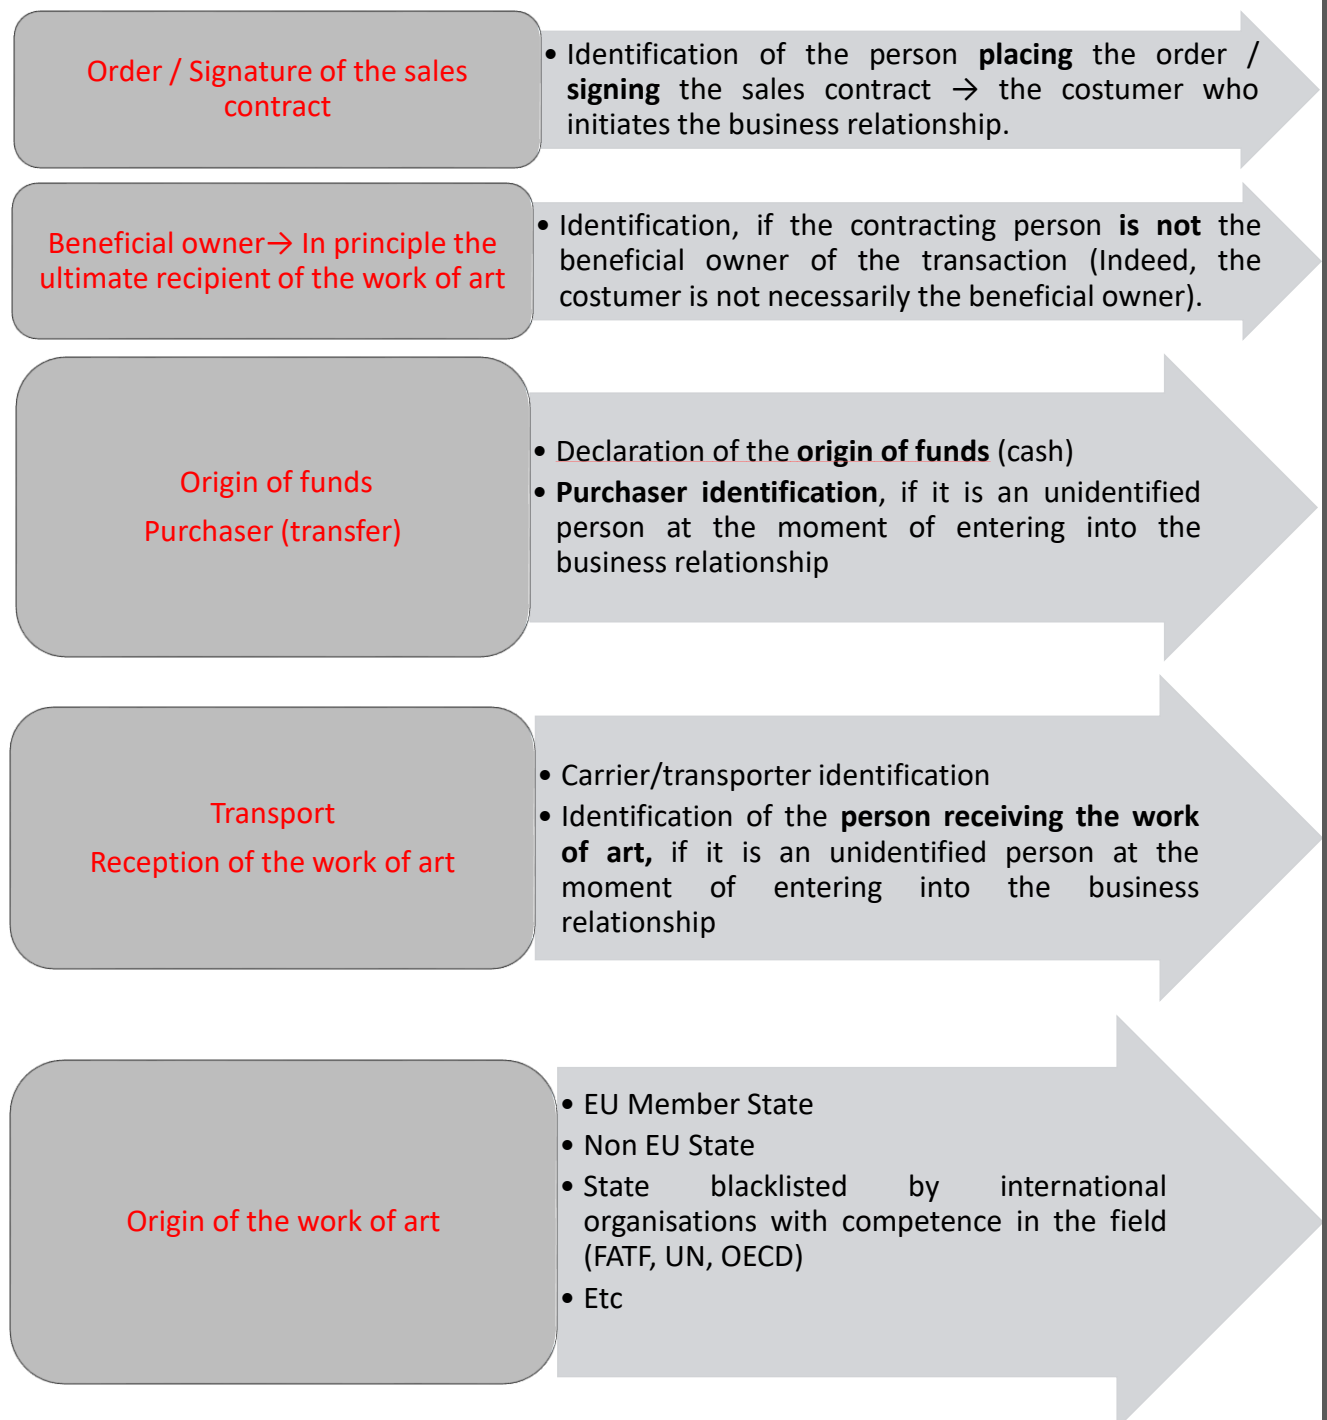 Order / Signature of the sales
contract
• Identification of the person placing the order /
signing the sales contract → the costumer who
initiates the business relationship.
Beneficial owner→ In principle the
ultimate recipient of the work of art
• Identification, if the contracting person is not the
beneficial owner of the transaction (Indeed, the
costumer is not necessarily the beneficial owner).
Origin of funds
Purchaser (transfer)
• Declaration of the origin of funds (cash)
• Purchaser identification, if it is an unidentified
person at the moment of entering into the
business relationship
Transport
Reception of the work of art
• Carrier/transporter identification
• Identification of the person receiving the work
of art, if it is an unidentified person at the
moment of entering into the business
relationship
Origin of the work of art
• EU Member State
• Non EU State
• State blacklisted by international
organisations with competence in the field
(FATF, UN, OECD)
• Etc